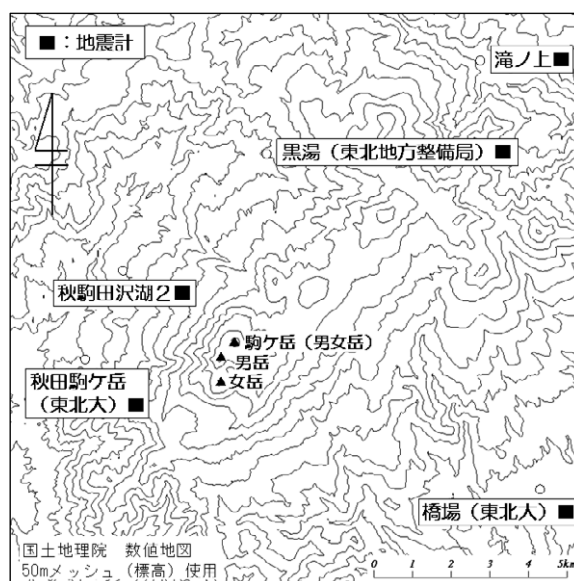 ■:地震計
滝ノ上■
黒湯(東北地方整備局)■
秋駒田沢湖2■
駒ケ岳(男女岳)
男岳
女岳
秋田駒ケ岳
(東北大)■
橋場(東北大)■
国土地理院 数値地図
50mメッシュ(標高)使用
0 1 2 3 4 5km